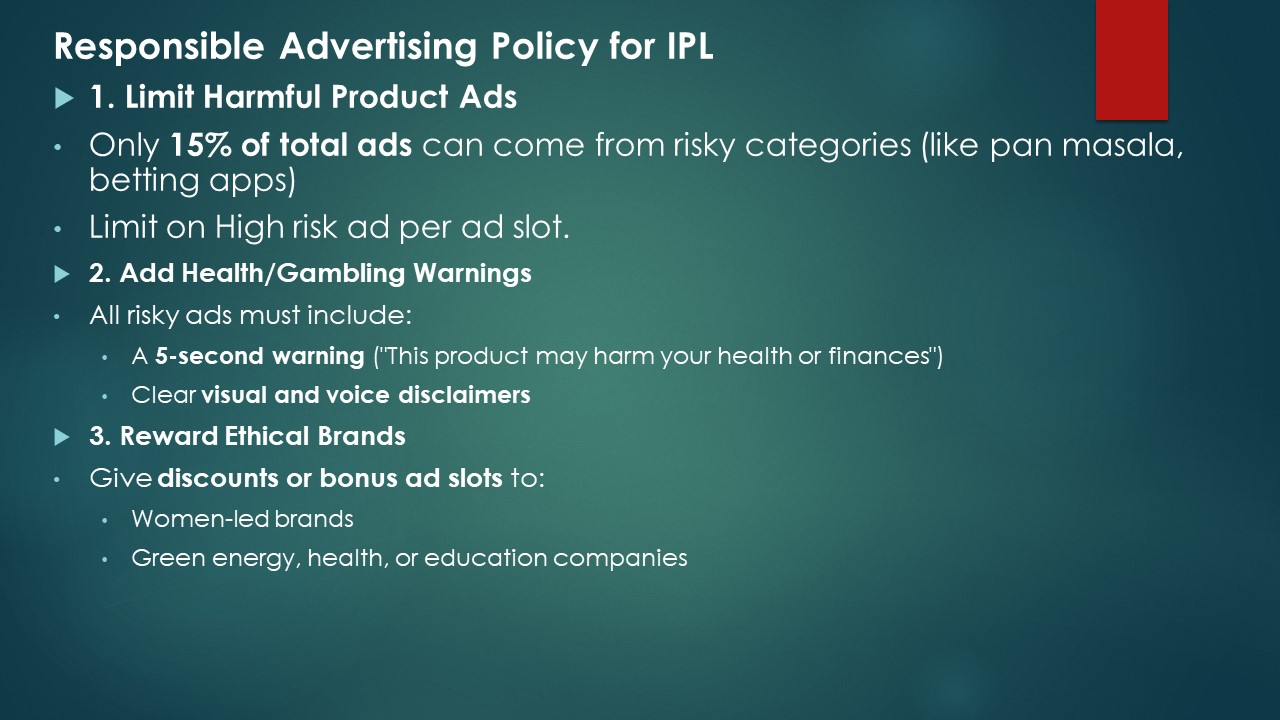 Responsible Advertising Policy for IPL
1. Limit Harmful Product Ads
Only 15% of total ads can come from risky categories (like pan masala,
betting apps)
Limit on High risk ad per ad slot.
2. Add Health/Gambling Warnings
All risky ads must include:
A 5-second warning ("This product may harm your health or finances")
Clear visual and voice disclaimers
3. Reward Ethical Brands
Give discounts or bonus ad slots to:
Women-led brands
Green energy, health, or education companies